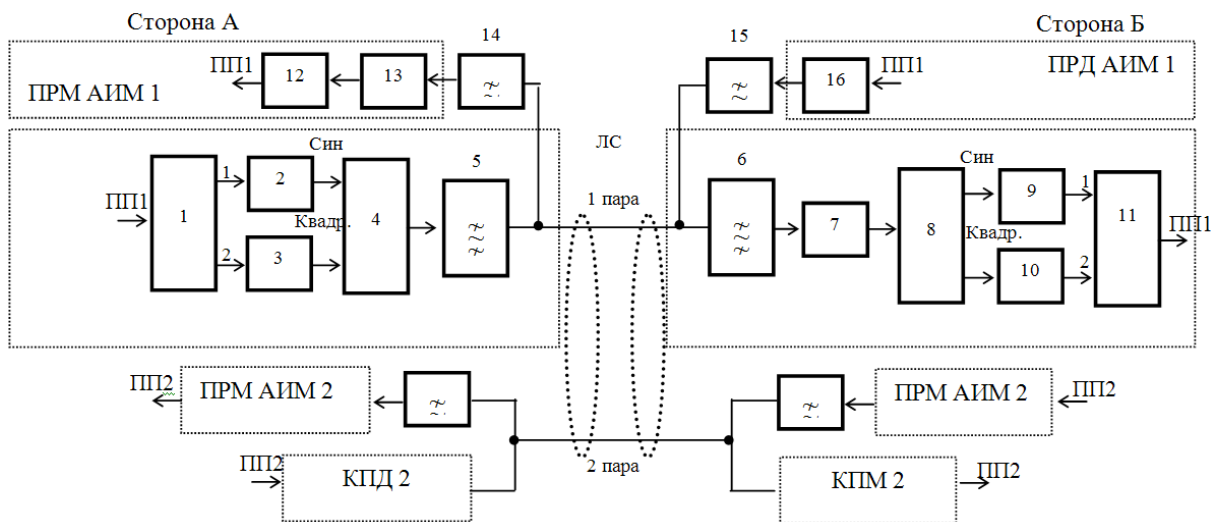 Сторона А
14
15
Сторона Б
ПП1
12
13
16
ПП1
ПРМ АИМ 1
ПРД АИМ 1
Син
5
ЛС
6
Син
1
2
1 пара
9
1
ПП1
1
4
7
8
11
ПП1
Квадр.
Квадр.
2
3
10
2
ПП2
ПРМ АИМ 2
ПРМ АИМ 2
ПП2
ПП2
КПД 2
2 пара
КПМ 2
ПП2